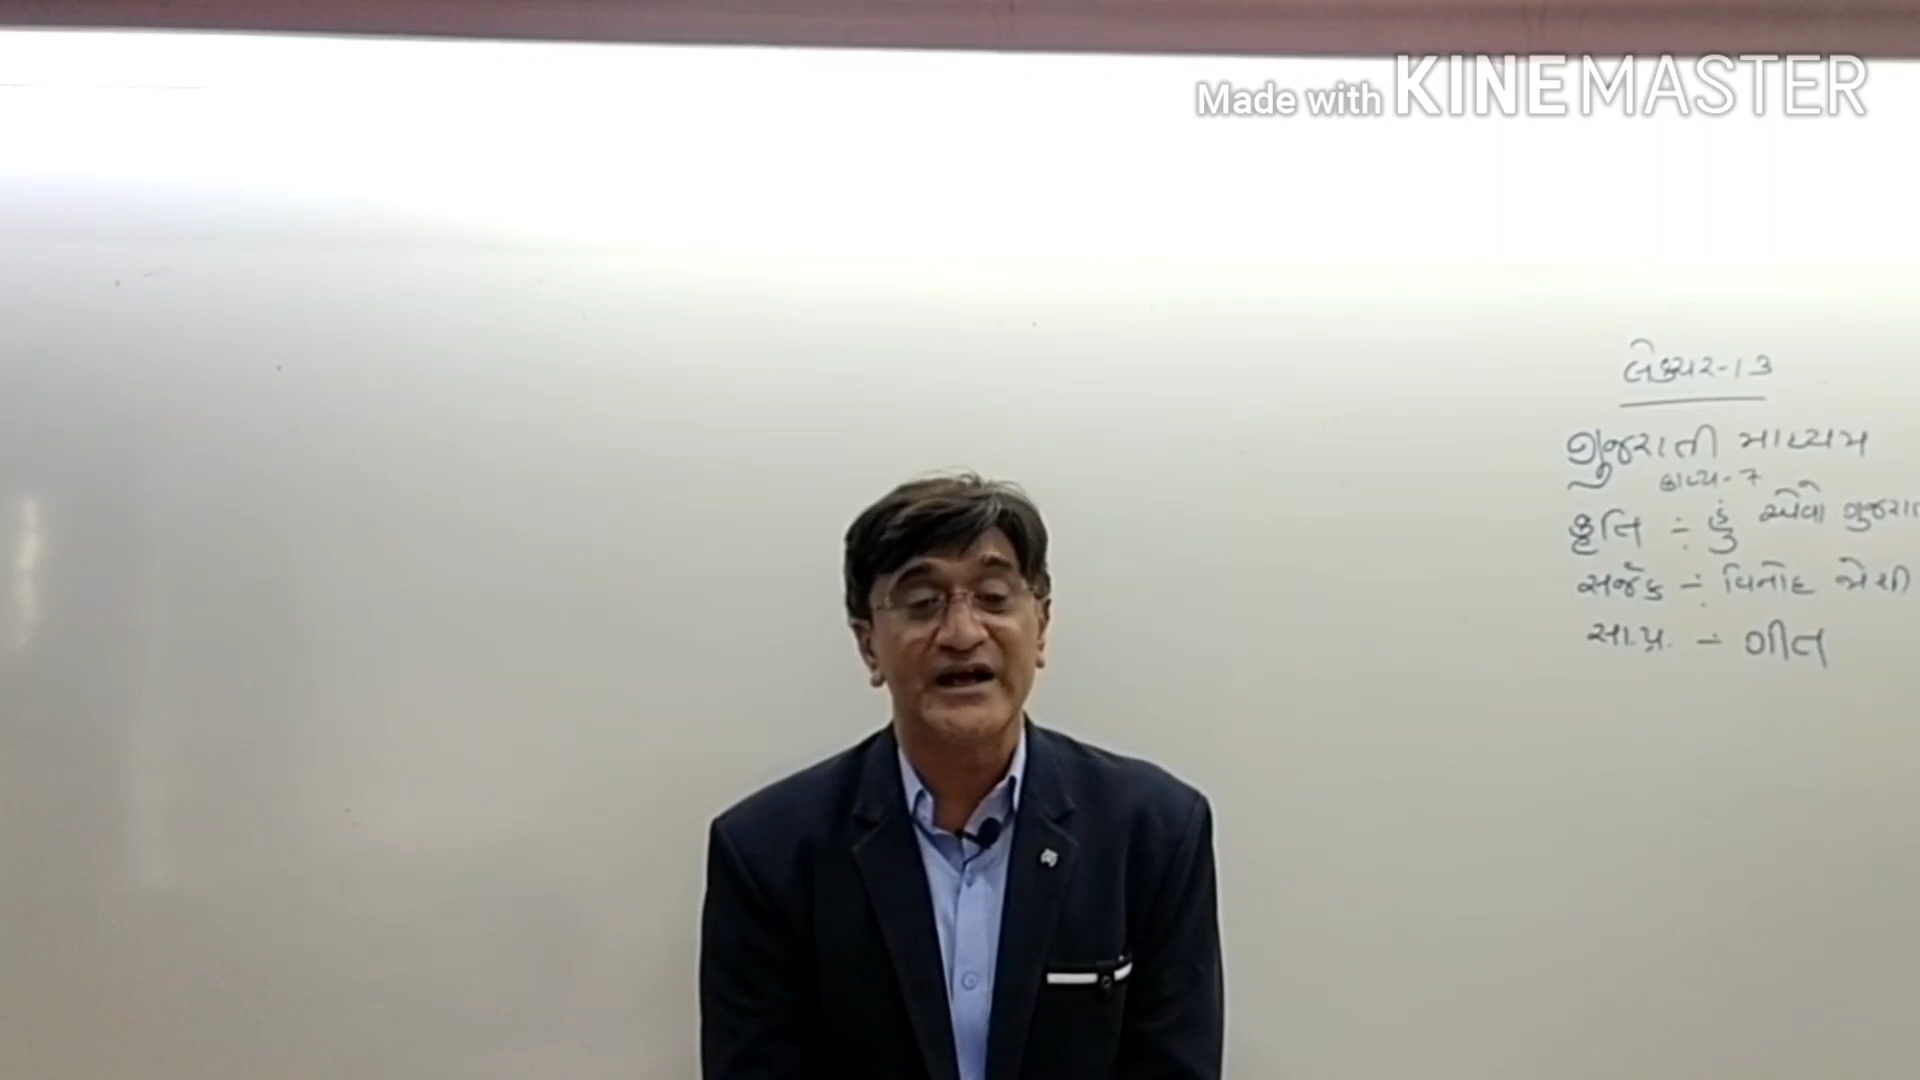 Made with KINEMASTER
લેક્ચર-13
ગુજરાતી માધ્યમ
કાવ્ય-7
કૃતિ :- હું એવો ગુજરાત
સર્જક :- વિનોદ જોશી
સા.પ્ર. - ગીત